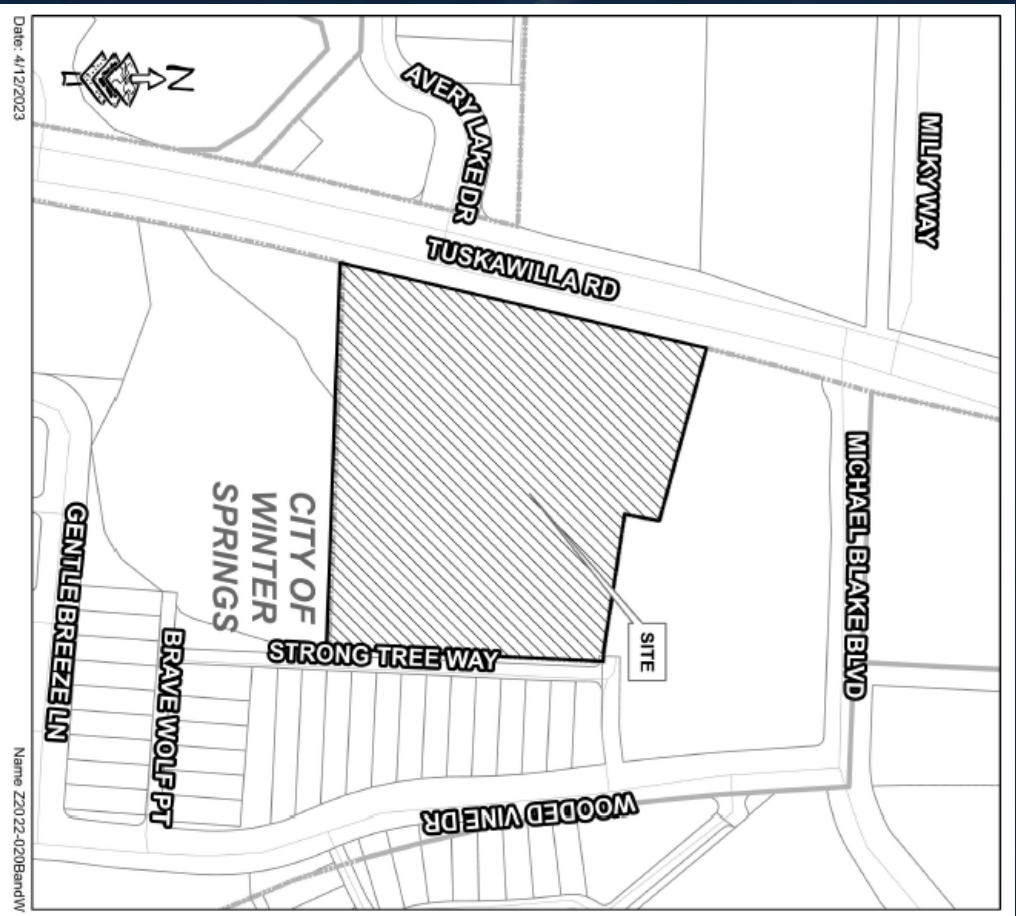 Date: 4/12/2023
N
AVERY LAKE DR
MILKY WAY
TUSKAWILLA RD
MICHAEL BLAKE BLVD
SITE
CITY OF
WINTER
SPRINGS
STRONG TREE WAY
GENTLE BREEZE LN
BRAVE WOLF PT
WOODED VINE DR
Name Z2022-020BandW